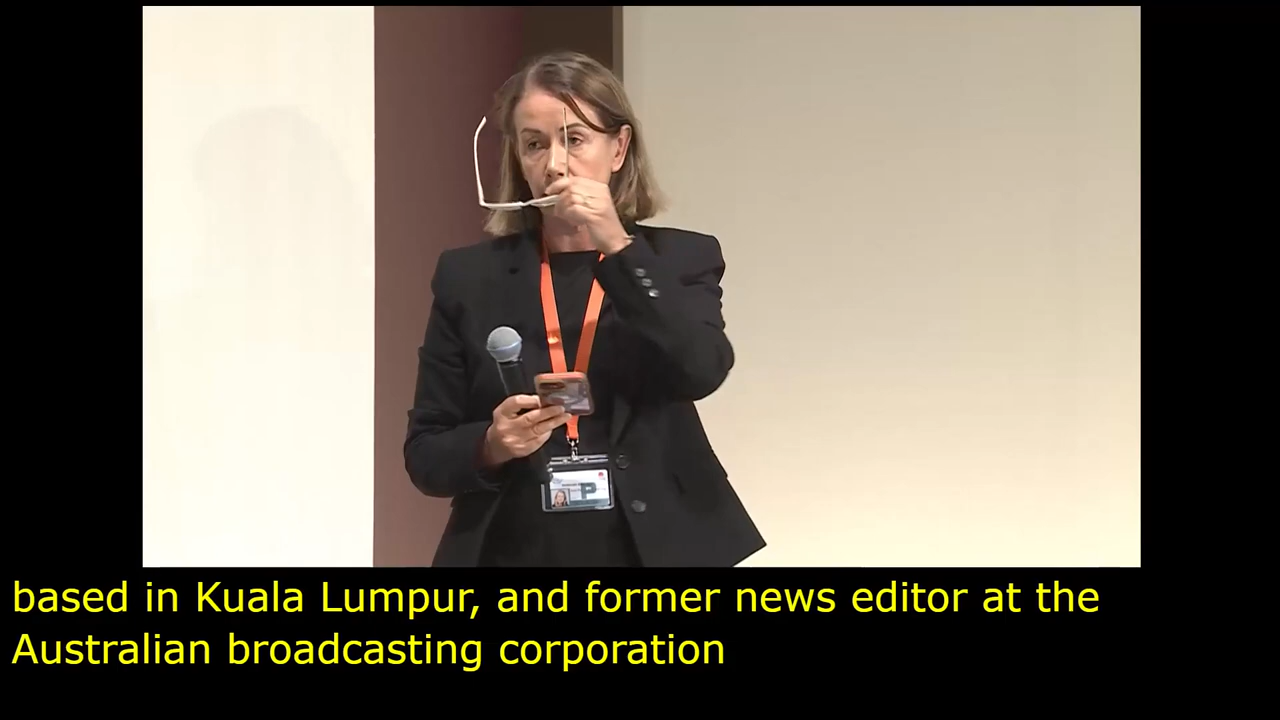 based in Kuala Lumpur, and former news editor at the
Australian broadcasting corporation
P